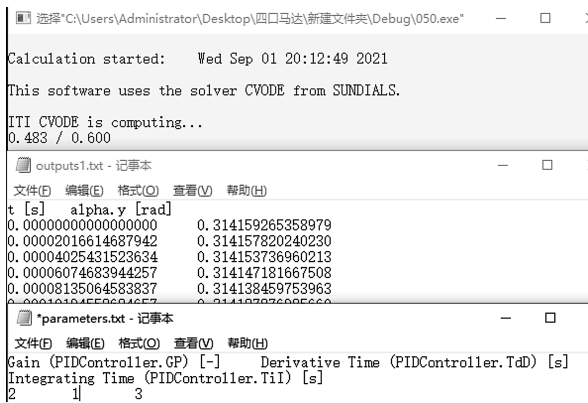 选择"C:\Users\Administrator\Desktop\四口马达\新建文件夹\Debug\050.exe"
Calculation started:    Wed Sep 01 20:12:49 2021
This software uses the solver CVODE from SUNDIALS.
ITI CVODE is computing...
0.483 / 0.600
outputs1.txt - 记事本
文件(F) 编辑(E) 格式(O) 查看(V) 帮助(H)
t [s]   alpha.y [rad]
0.00000000000000000     0.314159265358979
0.00002016614687942     0.314157820240230
0.00004025431523634     0.314153736960213
0.00006074683944257     0.314147181667508
0.00008135064583837     0.314138459753963
*parameters.txt - 记事本
文件(F) 编辑(E) 格式(O) 查看(V) 帮助(H)
Gain (PIDController.GP) [-]     Derivative Time (PIDController.TdD) [s]
Integrating Time (PIDController.TiI) [s]
2       1       3